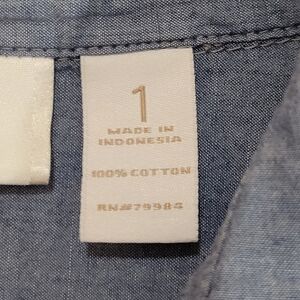 1
MADE IN
INDONESIA
100% COTTON
RN#79984